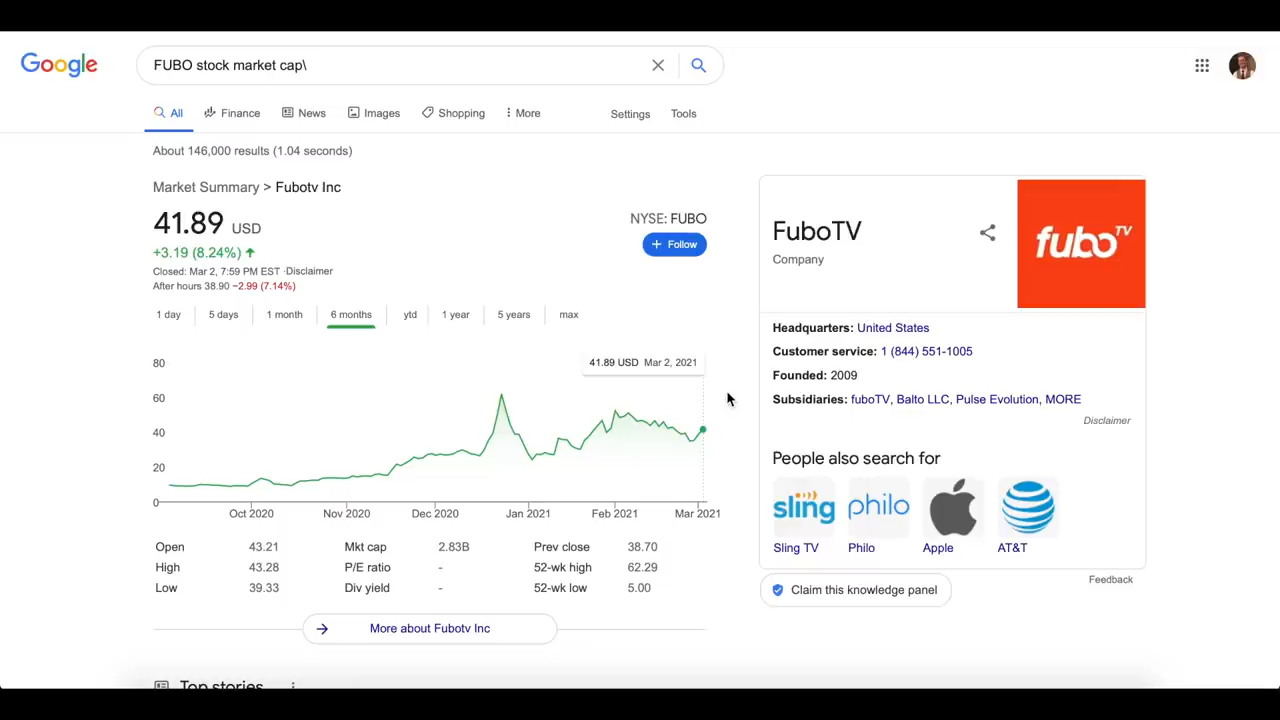 Google
FUBO stock market cap\
All
Finance
News
Images
Shopping
More
Settings
Tools
About 146,000 results (1.04 seconds)
Market Summary > Fubotv Inc
41.89 USD
NYSE: FUBO
+3.19 (8.24%)
+ Follow
Closed: Mar 2, 7:59 PM EST · Disclaimer
After hours 38.90 −2.99 (7.14%)
1 day
5 days
1 month
6 months
ytd
1 year
5 years
max
41.89 USD Mar 2, 2021
80
60
40
20
0
Oct 2020
Nov 2020
Dec 2020
Jan 2021
Feb 2021
Mar 2021
Open 43.21 Mkt cap 2.83B Prev close 38.70
High 43.28 P/E ratio - 52-wk high 62.29
Low 39.33 Div yield - 52-wk low 5.00
More about Fubotv Inc
Top stories
FuboTV
Company
fuboTV
Headquarters: United States
Customer service: 1 (844) 551-1005
Founded: 2009
Subsidiaries: fuboTV, Balto LLC, Pulse Evolution, MORE
Disclaimer
People also search for
sling
philo
Sling TV
Philo
Apple
AT&T
Feedback
Claim this knowledge panel